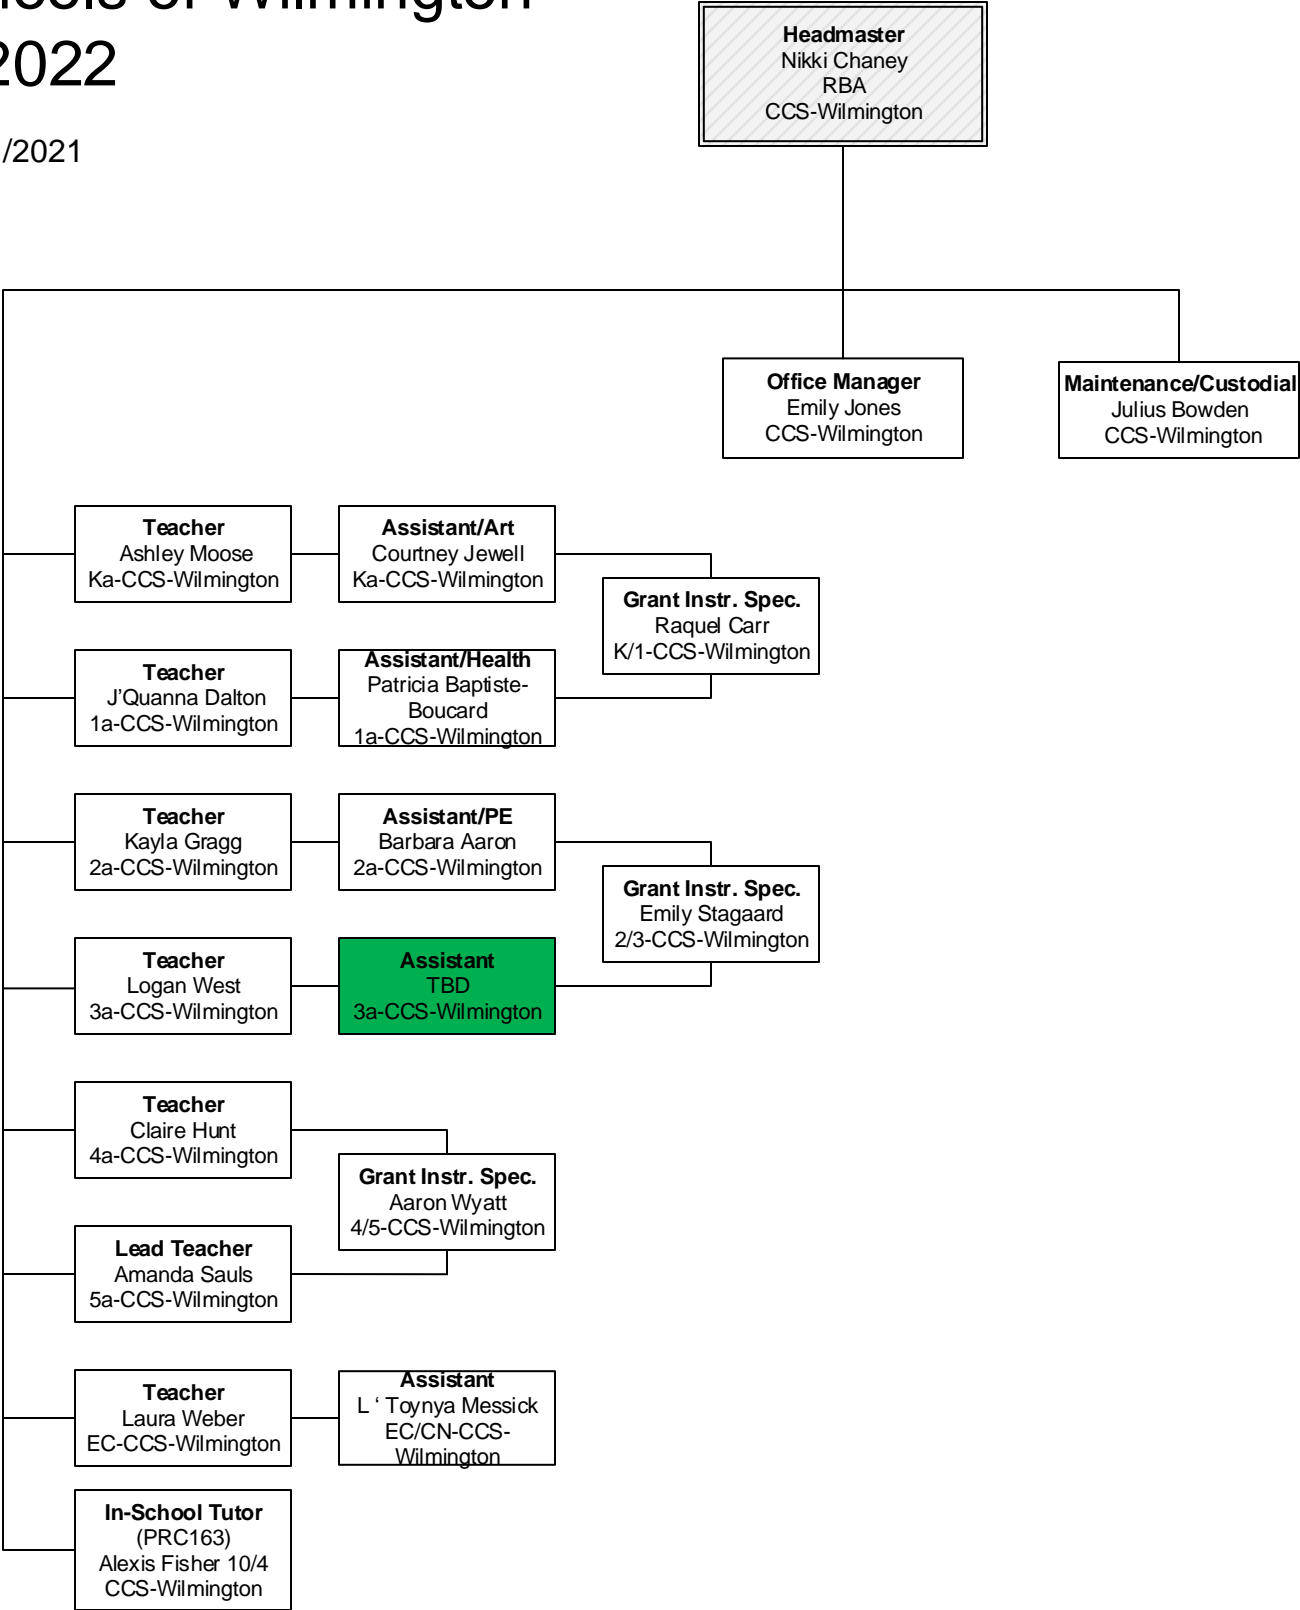 of Wilmington
2022
/2021
Headmaster
Nikki Chaney
RBA
CCS-Wilmington
Office Manager
Emily Jones
CCS-Wilmington
Maintenance/Custodial
Julius Bowden
CCS-Wilmington
Teacher
Ashley Moose
Ka-CCS-Wilmington
Assistant/Art
Courtney Jewell
Ka-CCS-Wilmington
Grant Instr. Spec.
Raquel Carr
K/1-CCS-Wilmington
Teacher
J’Quanna Dalton
1a-CCS-Wilmington
Assistant/Health
Patricia Baptiste-
Boucard
1a-CCS-Wilmington
Teacher
Kayla Gragg
2a-CCS-Wilmington
Assistant/PE
Barbara Aaron
2a-CCS-Wilmington
Grant Instr. Spec.
Emily Stagaard
2/3-CCS-Wilmington
Teacher
Logan West
3a-CCS-Wilmington
Assistant
TBD
3a-CCS-Wilmington
Teacher
Claire Hunt
4a-CCS-Wilmington
Grant Instr. Spec.
Aaron Wyatt
4/5-CCS-Wilmington
Lead Teacher
Amanda Sauls
5a-CCS-Wilmington
Teacher
Laura Weber
EC-CCS-Wilmington
Assistant
L ‘ Toynya Messick
EC/CN-CCS-
Wilmington
In-School Tutor
(PRC163)
Alexis Fisher 10/4
CCS-Wilmington